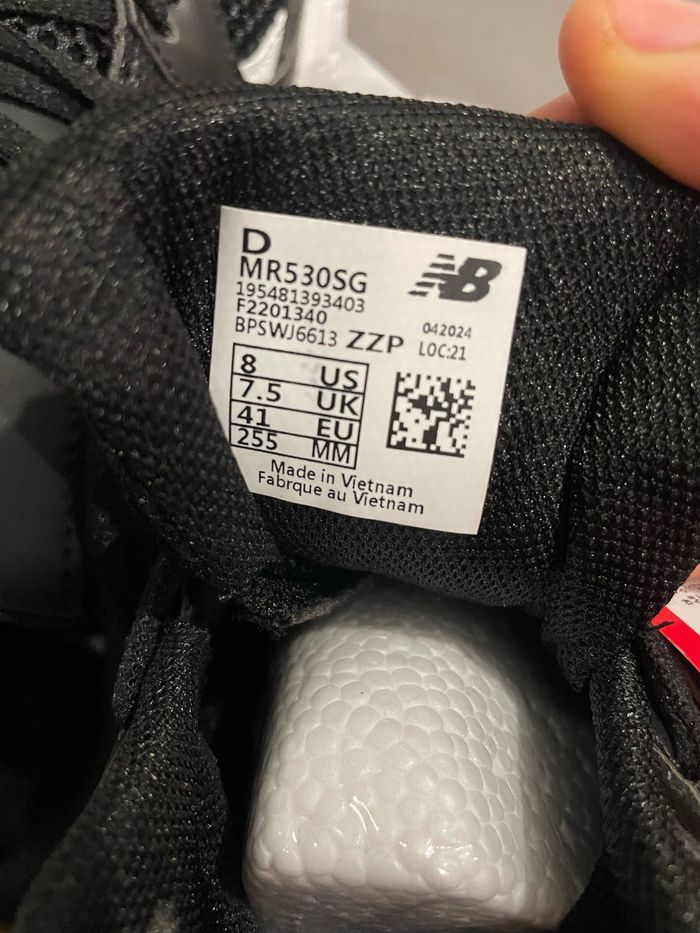 D
MR530SG
195481393403
F2201340
BPSWJ6613 ZZP
NB
042024
LOC:21
8 US
7.5 UK
41 EU
255 MM
Made in Vietnam
Fabrque au Vietnam